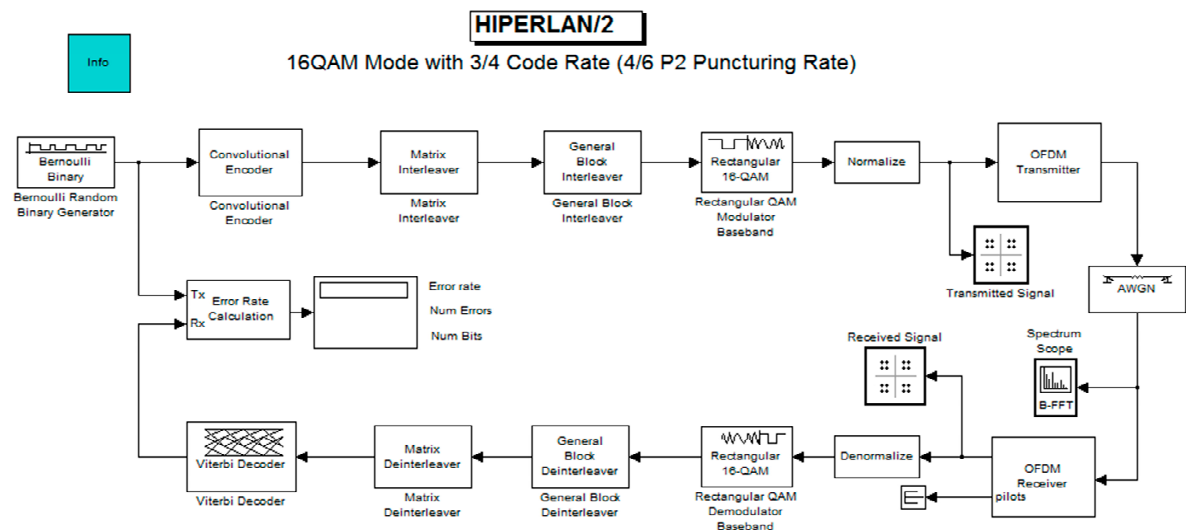 HIPERLAN/2
Info
16QAM Mode with 3/4 Code Rate (4/6 P2 Puncturing Rate)
Bernoulli
Binary
Bernoulli Random
Binary Generator
Convolutional
Encoder
Convolutional
Encoder
Matrix
Interleaver
Matrix
Interleaver
General
Block
Interleaver
General Block
Interleaver
Rectangular
16-QAM
Rectangular QAM
Modulator
Baseband
Normalize
OFDM
Transmitter
Transmitted Signal
AWGN
Tx
Rx
Error Rate
Calculation
Error rate
Num Errors
Num Bits
Received Signal
Spectrum
Scope
B-FFT
Viterbi Decoder
Viterbi Decoder
Matrix
Deinterleaver
Matrix
Deinterleaver
General
Block
Deinterleaver
General Block
Deinterleaver
Rectangular
16-QAM
Rectangular QAM
Demodulator
Baseband
Denormalize
OFDM
Receiver
pilots